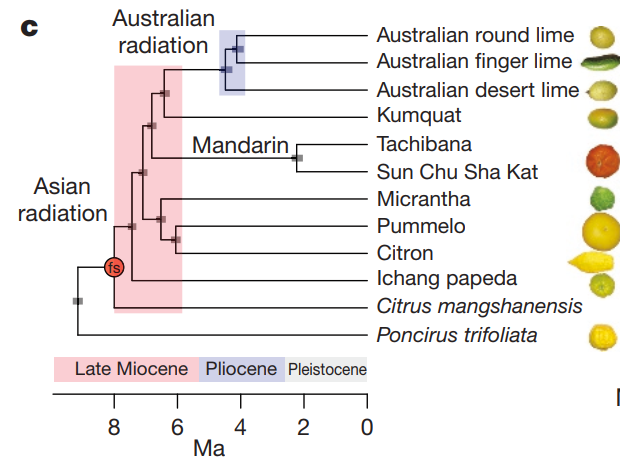 c
Australian
radiation
Australian round lime
Australian finger lime
Australian desert lime
Kumquat
Mandarin
Tachibana
Sun Chu Sha Kat
Asian
radiation
Micrantha
Pummelo
Citron
fs
Ichang papeda
Citrus mangshanensis
Poncirus trifoliata
Late Miocene Pliocene Pleistocene
8 6 4 2 0
Ma